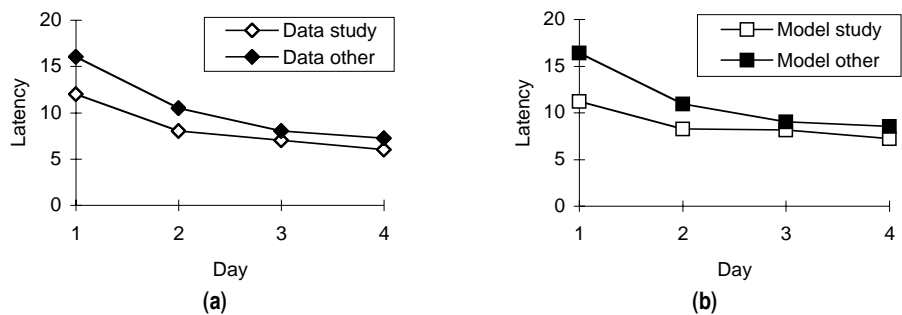 20
15
10
5
0
Latency
Data study
Data other
1 2 3 4
Day
(a)
20
15
10
5
0
Latency
Model study
Model other
1 2 3 4
Day
(b)